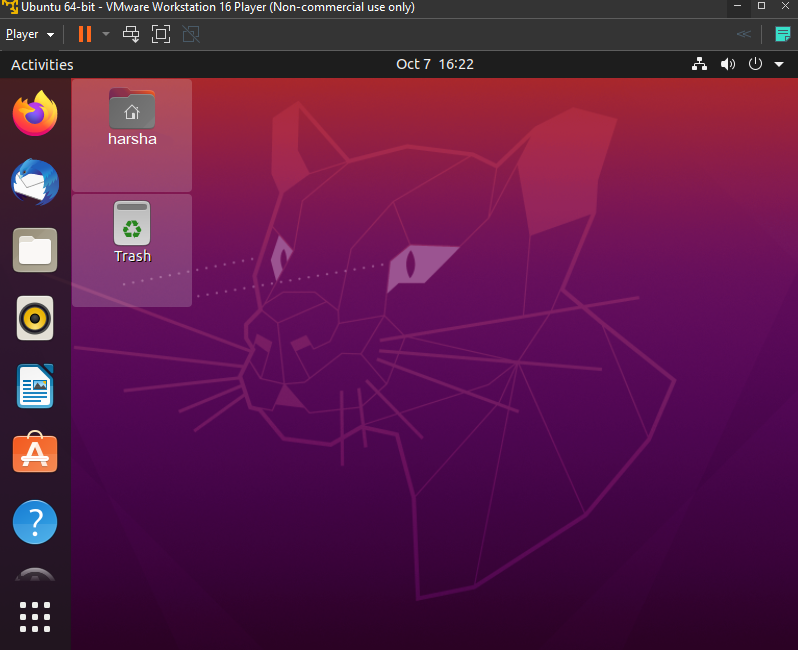 Ubuntu 64-bit - VMware Workstation 16 Player (Non-commercial use only)
Player
Activities
Oct 7 16:22
harsha
Trash